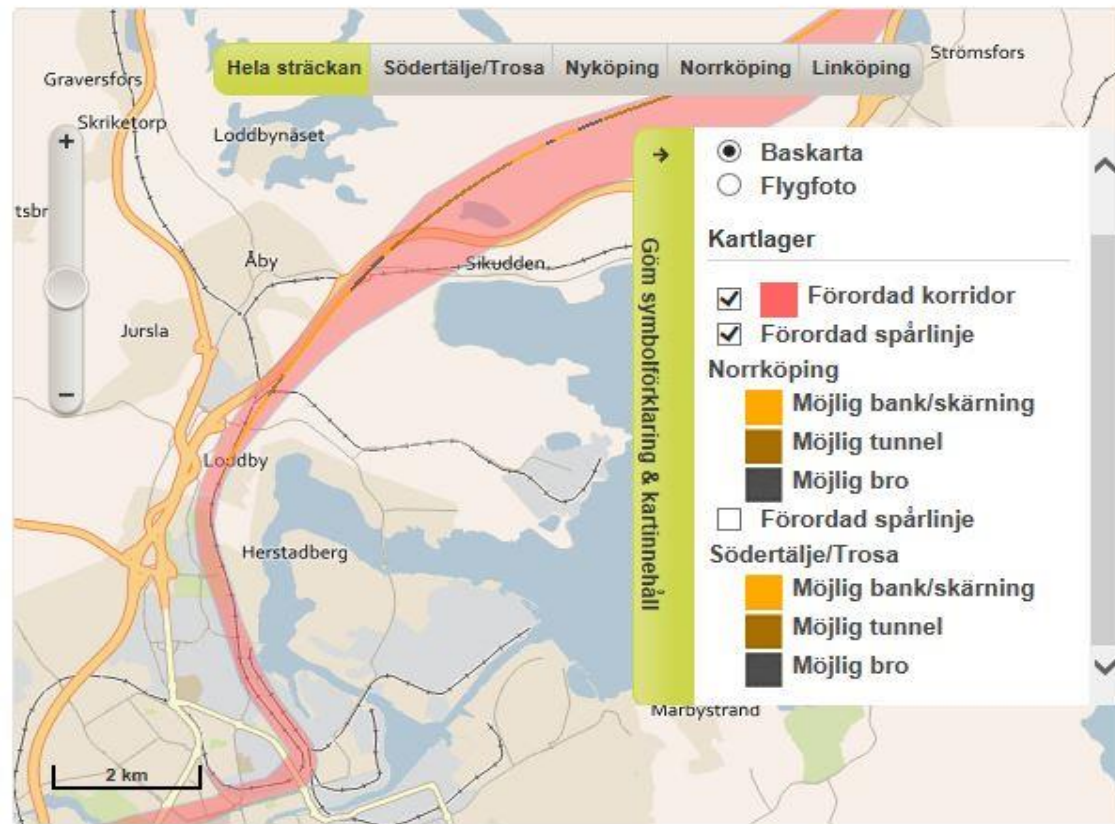 Hela sträckan Södertälje/Trosa Nyköping Norrköping Linköping
Strömsfors
Graversfors
Skriketorp
Loddbynäset
tsbr
Åby
Sikudden
Jursla
Loddby
Herstadberg
Marbystrand
+
−
2 km
→
Göm symbolförklaring & kartinnehåll
Baskarta
Flygfoto
Kartlager
Förordad korridor
Förordad spårlinje
Norrköping
Möjlig bank/skärning
Möjlig tunnel
Möjlig bro
Förordad spårlinje
Södertälje/Trosa
Möjlig bank/skärning
Möjlig tunnel
Möjlig bro